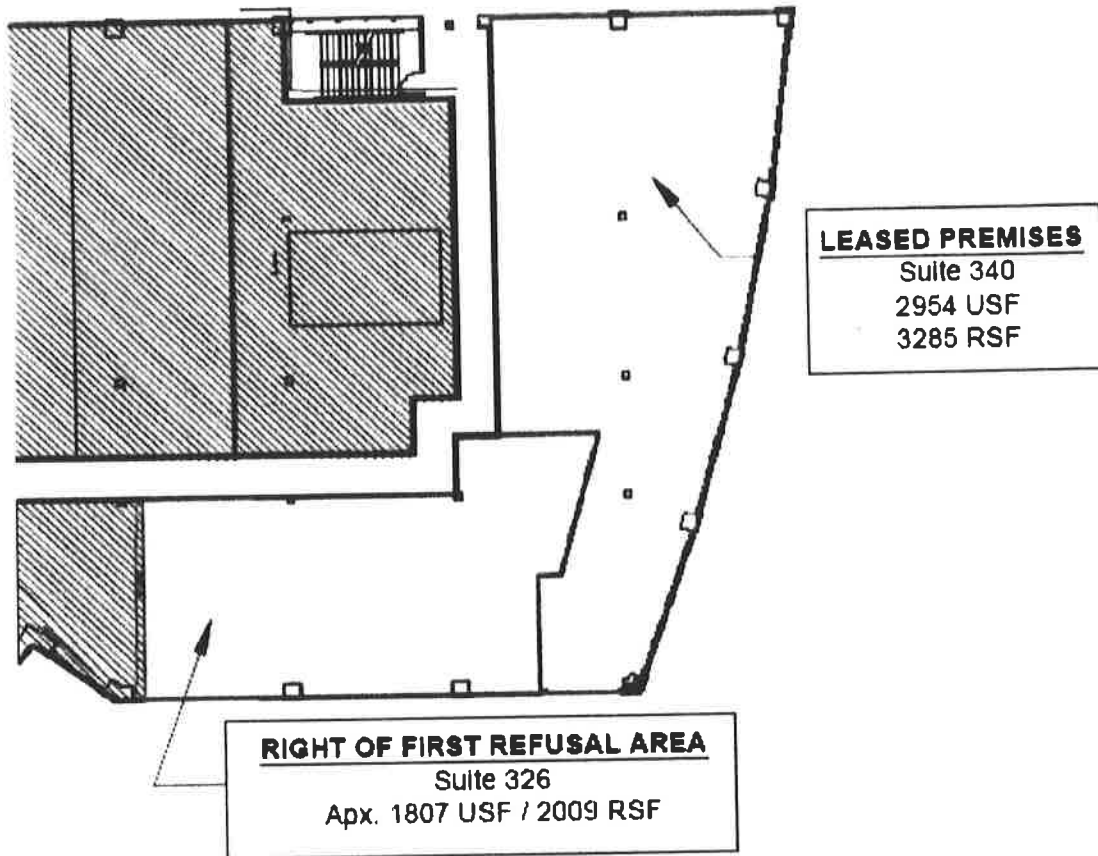 LEASED PREMISES
Suite 340
2954 USF
3285 RSF
RIGHT OF FIRST REFUSAL AREA
Suite 326
Apx. 1807 USF / 2009 RSF